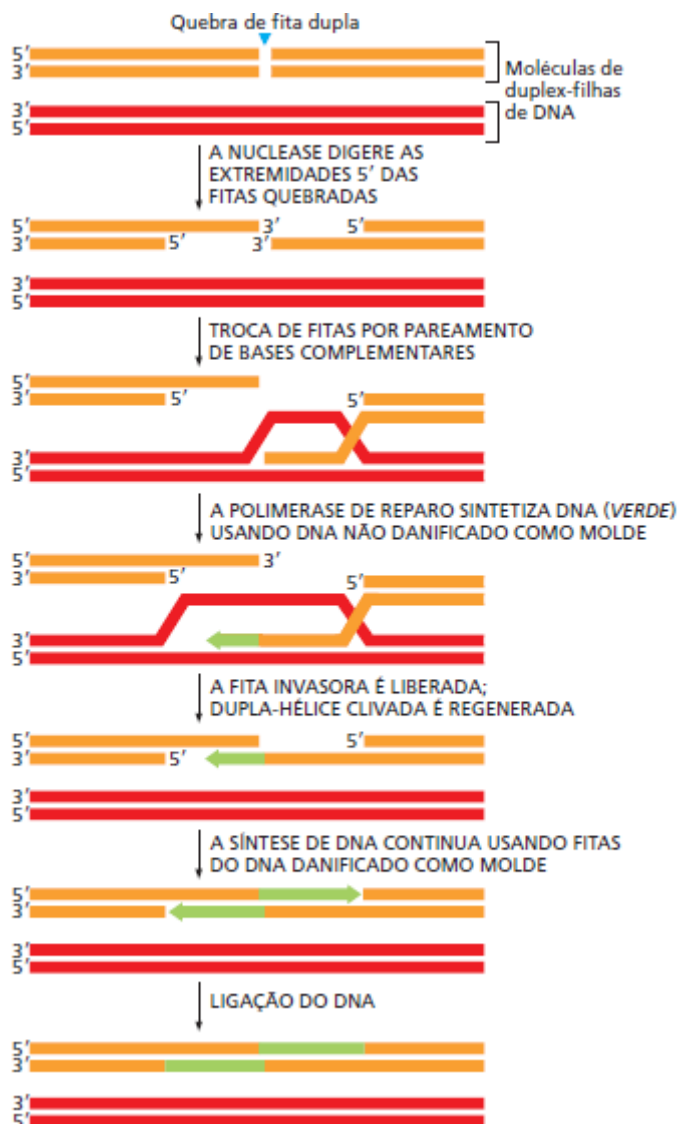 Quebra de fita dupla
5′
3′
Moléculas de
duplex-filhas
de DNA
3′
5′
A NUCLEASE DIGERE AS
EXTREMIDADES 5′ DAS
FITAS QUEBRADAS
5′ 3′ 5′
3′ 5′ 3′
3′
5′
TROCA DE FITAS POR PAREAMENTO
DE BASES COMPLEMENTARES
5′
3′ 5′ 5′
3′
5′
A POLIMERASE DE REPARO SINTETIZA DNA (VERDE)
USANDO DNA NÃO DANIFICADO COMO MOLDE
5′ 3′
3′ 5′ 5′
3′
5′
A FITA INVASORA É LIBERADA;
DUPLA-HÉLICE CLIVADA É REGENERADA
5′ 5′
3′ 5′
3′
5′
A SÍNTESE DE DNA CONTINUA USANDO FITAS
DO DNA DANIFICADO COMO MOLDE
5′
3′
3′
5′
LIGAÇÃO DO DNA
5′
3′
3′
5′